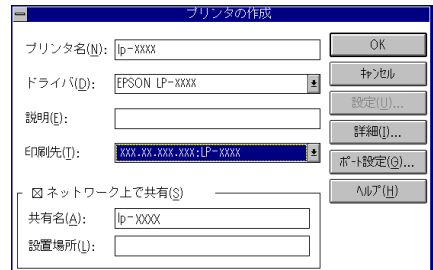 プリンタの作成
プリンタ名(N): lp-xxxx
ドライバ(D): EPSON LP-xxxx
説明(E):
印刷先(T): xxx.xx.xxx.xxx:LP-xxxx
ネットワーク上で共有(S)
共有名(A): lp-xxxx
設置場所(L):
OK
ｷｬﾝｾﾙ
設定(U)...
詳細(I)...
ﾎﾟｰﾄ設定(G)...
ﾍﾙﾌﾟ(H)